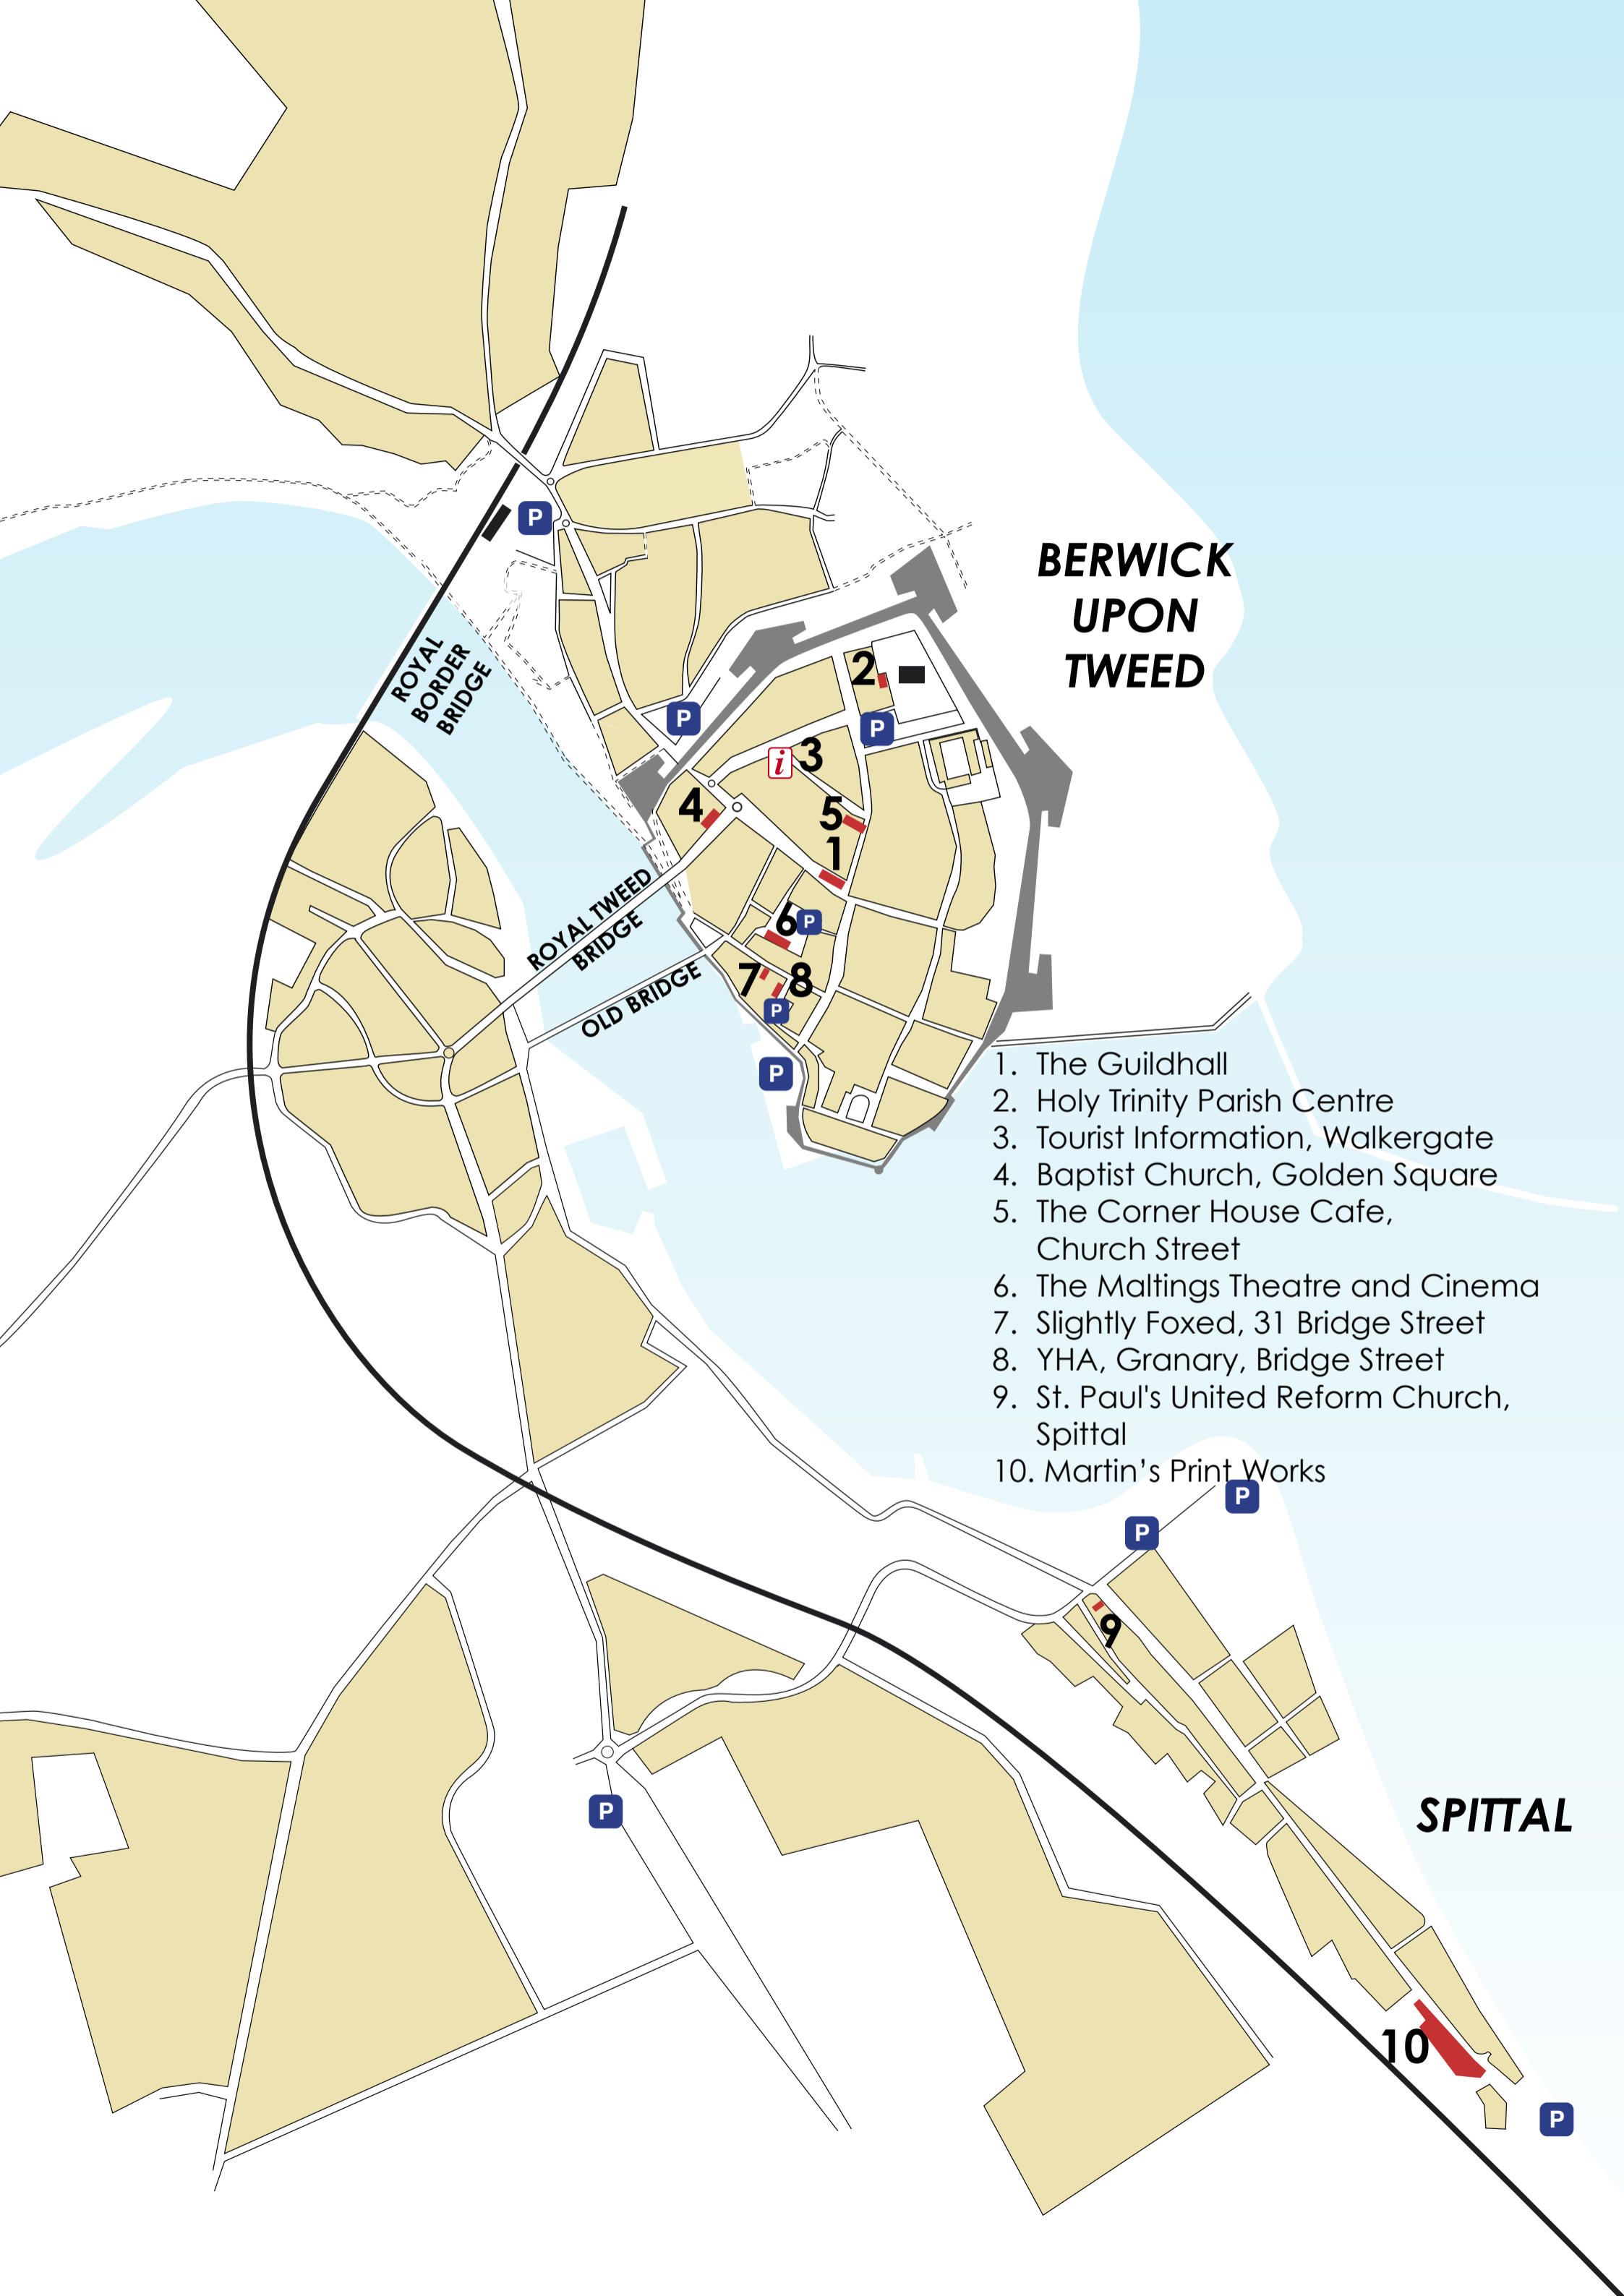 P
ROYAL
BORDER
BRIDGE
BERWICK
UPON
TWEED
2
P
P
i 3
4
5
1
ROYAL TWEED
BRIDGE
6 P
7 8
P
OLD BRIDGE
P
1. The Guildhall
2. Holy Trinity Parish Centre
3. Tourist Information, Walkergate
4. Baptist Church, Golden Square
5. The Corner House Cafe,
Church Street
6. The Maltings Theatre and Cinema
7. Slightly Foxed, 31 Bridge Street
8. YHA, Granary, Bridge Street
9. St. Paul's United Reform Church,
Spittal
10. Martin’s Print Works
P
P
9
P
SPITTAL
10
P